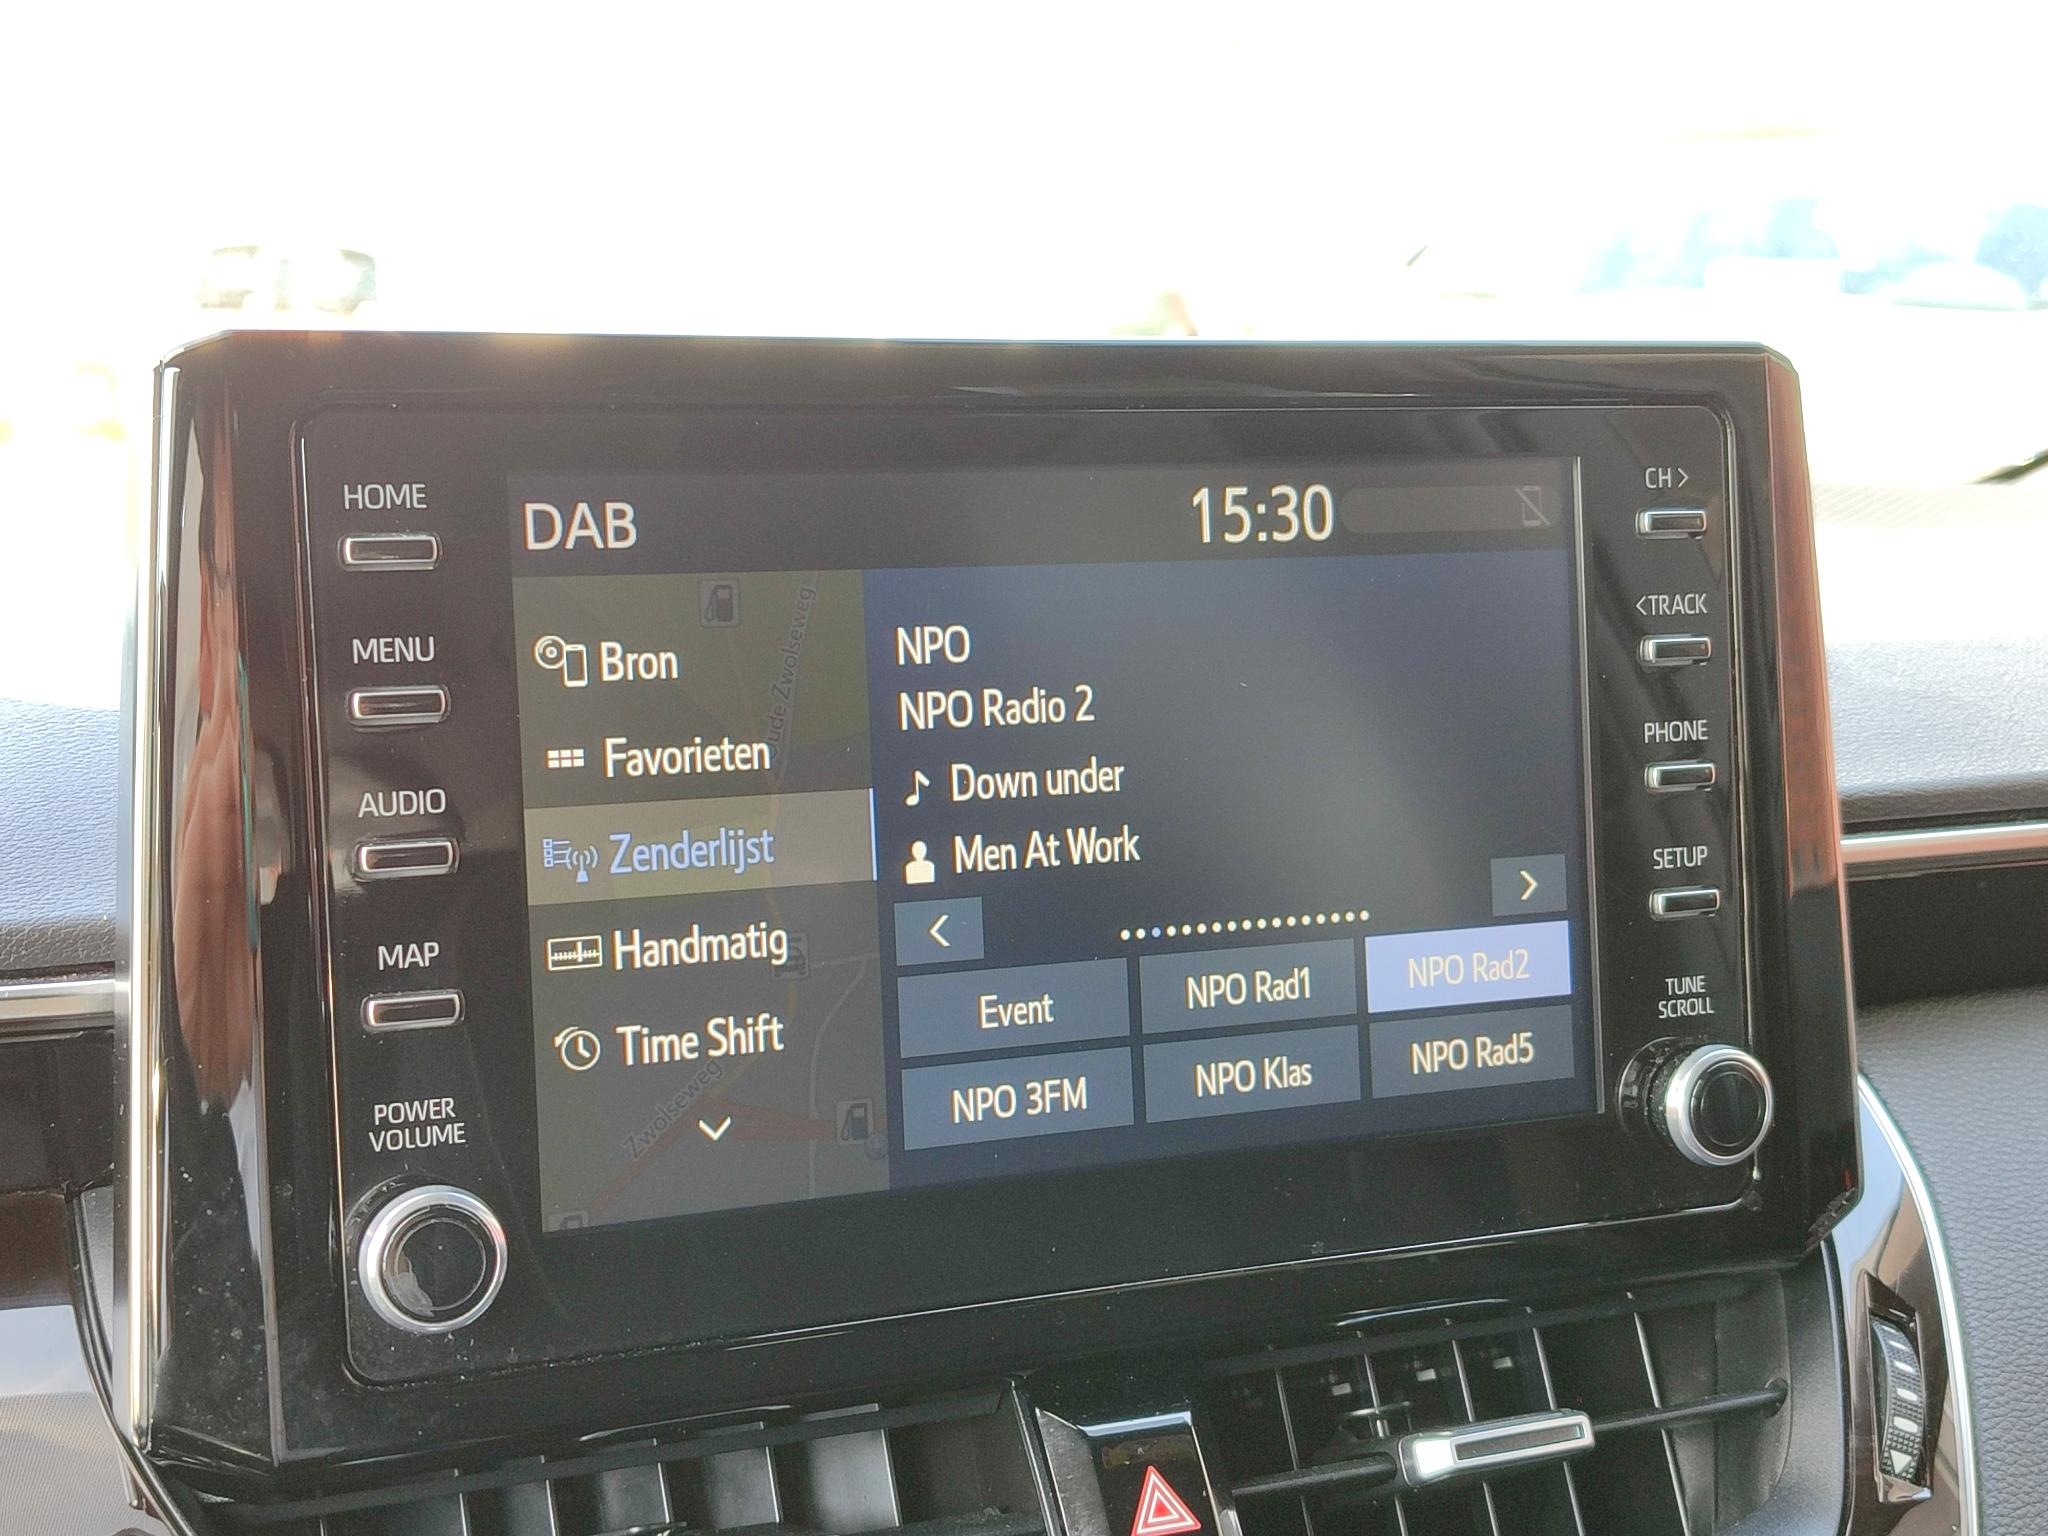 HOME
MENU
AUDIO
MAP
POWER
VOLUME
DAB
15:30
Bron
Favorieten
Zenderlijst
Handmatig
Time Shift
Oude Zwolseweg
Zwolseweg
NPO
NPO Radio 2
Down under
Men At Work
Event
NPO Rad1
NPO Rad2
NPO 3FM
NPO Klas
NPO Rad5
CH>
<TRACK
PHONE
SETUP
TUNE
SCROLL